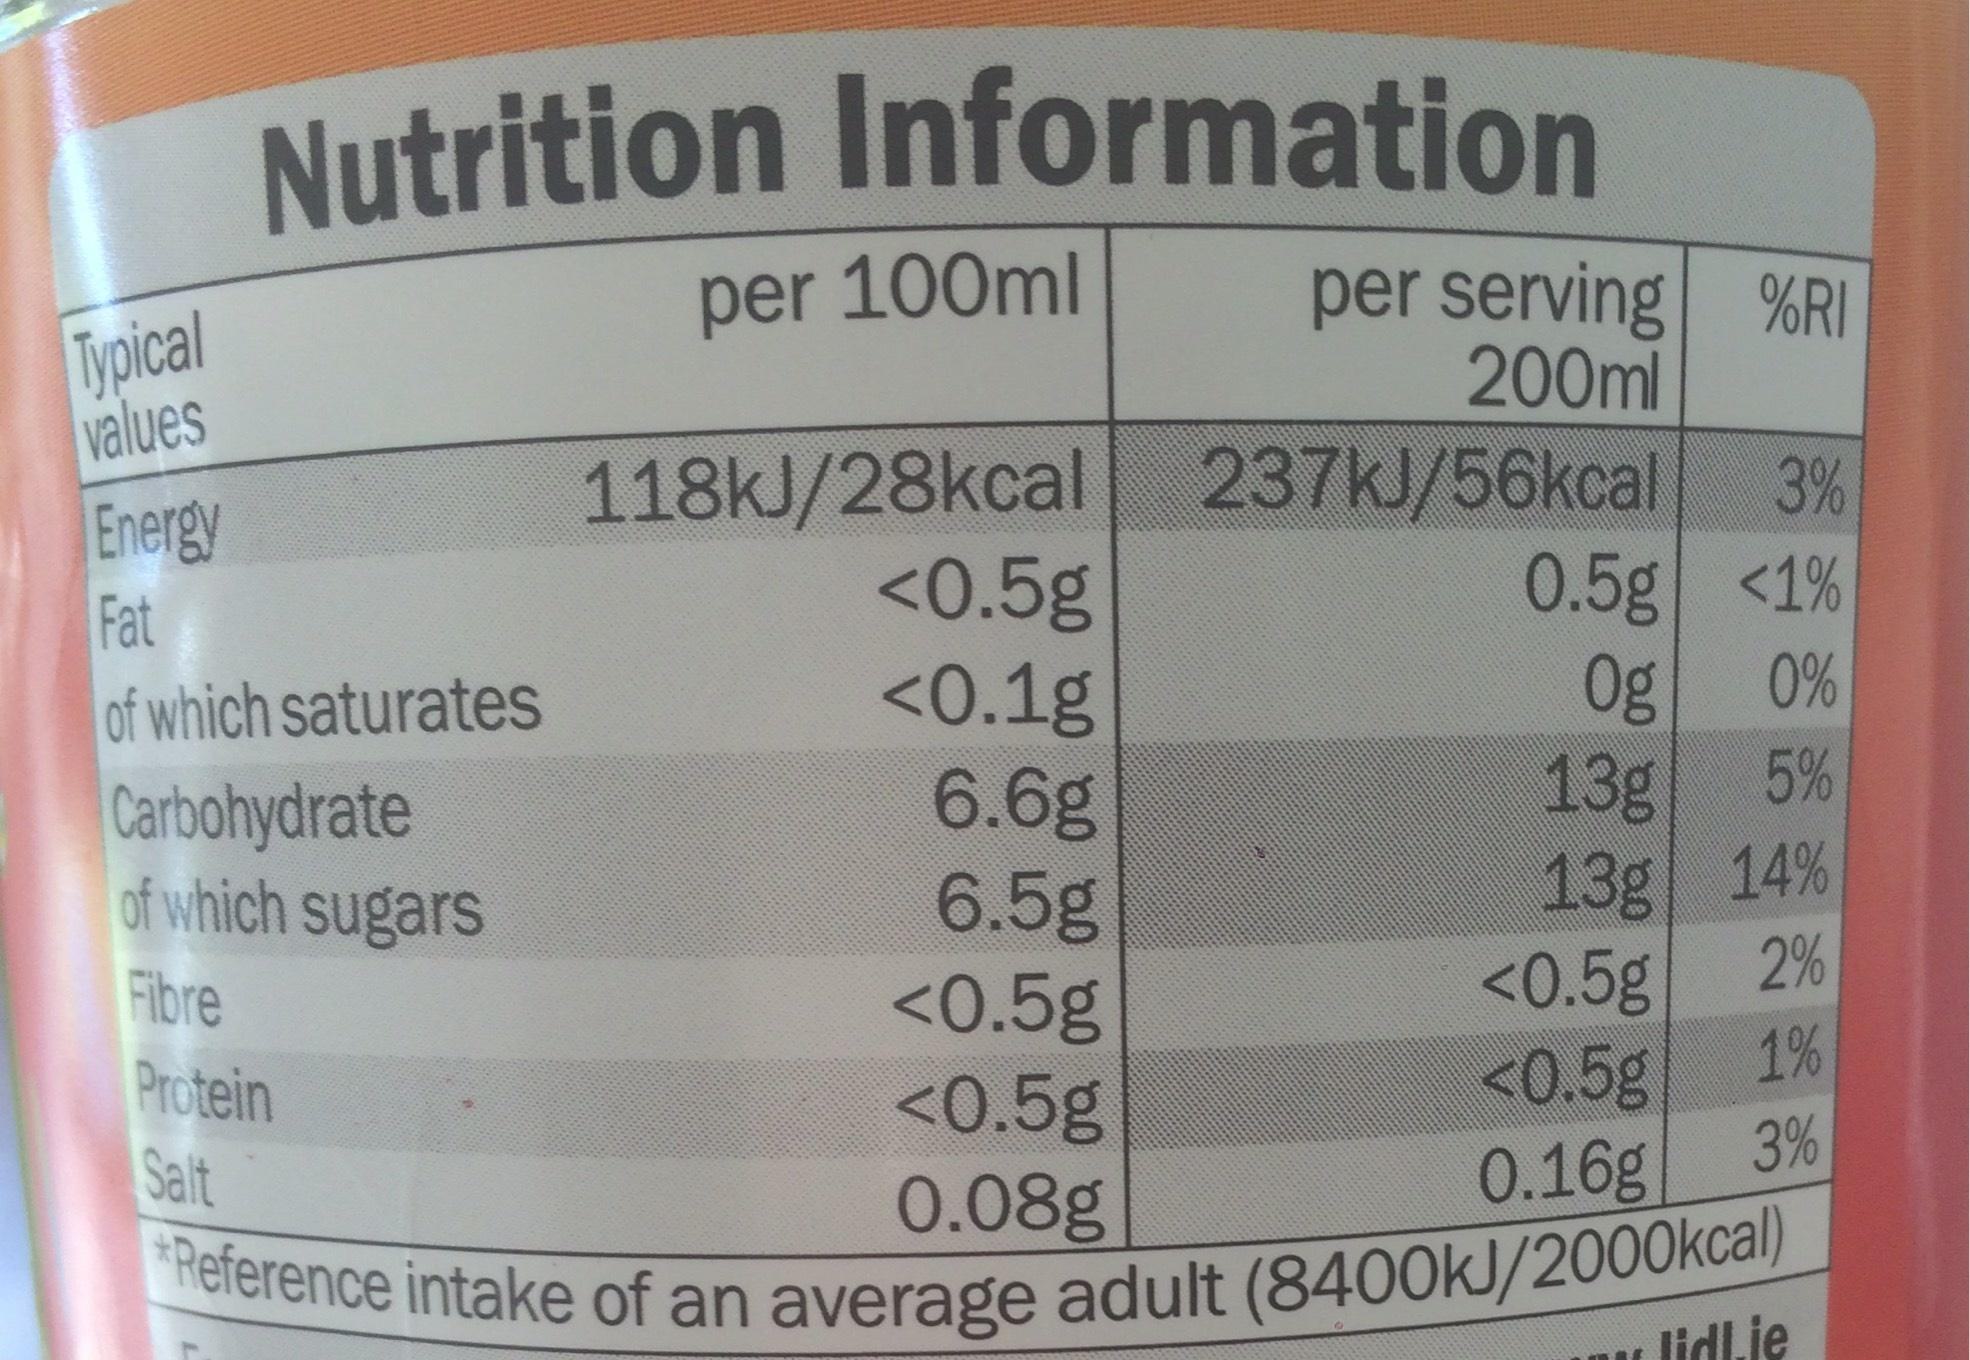 Nutrition Information
Typical values per 100ml per serving 200ml %RI
Energy 118kJ/28kcal 237kJ/56kcal 3%
Fat <0.5g 0.5g <1%
of which saturates <0.1g 0g 0%
Carbohydrate 6.6g 13g 5%
of which sugars 6.5g 13g 14%
Fibre <0.5g <0.5g 2%
Protein <0.5g <0.5g 1%
Salt 0.08g 0.16g 3%
*Reference intake of an average adult (8400kJ/2000kcal)
lidl.ie